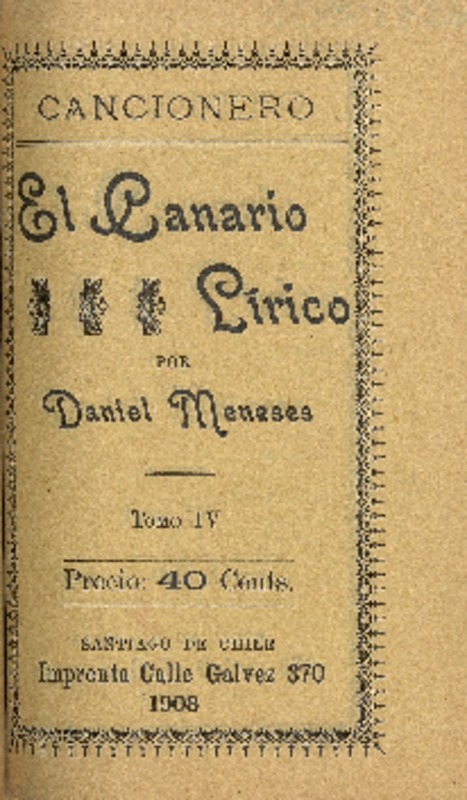 CANCIONERO
El Canario
Lírico
POR
Daniel Meneses
Tomo IV
Precio: 40 Cents.
SANTIAGO DE CHILE
Imprenta Calle Galvez 370
1908